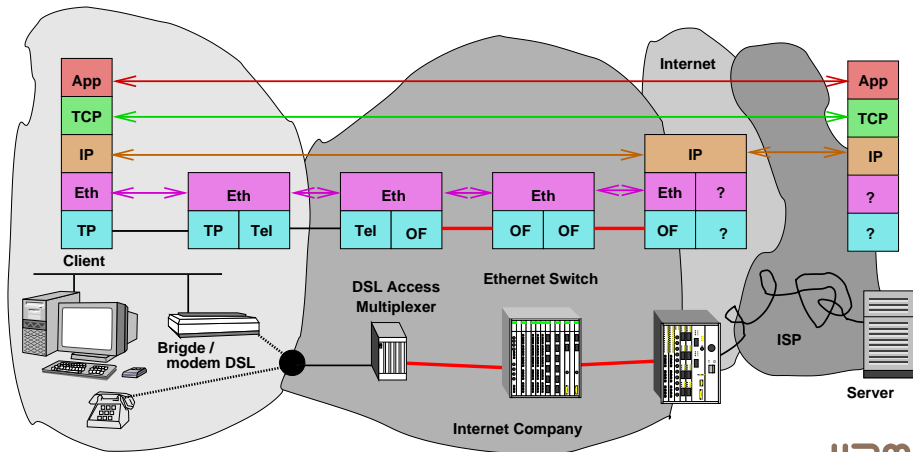 Internet
App
App
TCP
TCP
IP
IP
IP
Eth
Eth
Eth
Eth
Eth
?
?
TP
TP
Tel
Tel
OF
OF
OF
OF
?
?
Client
DSL Access
Multiplexer
Ethernet Switch
Brigde /
modem DSL
ISP
Server
Internet Company